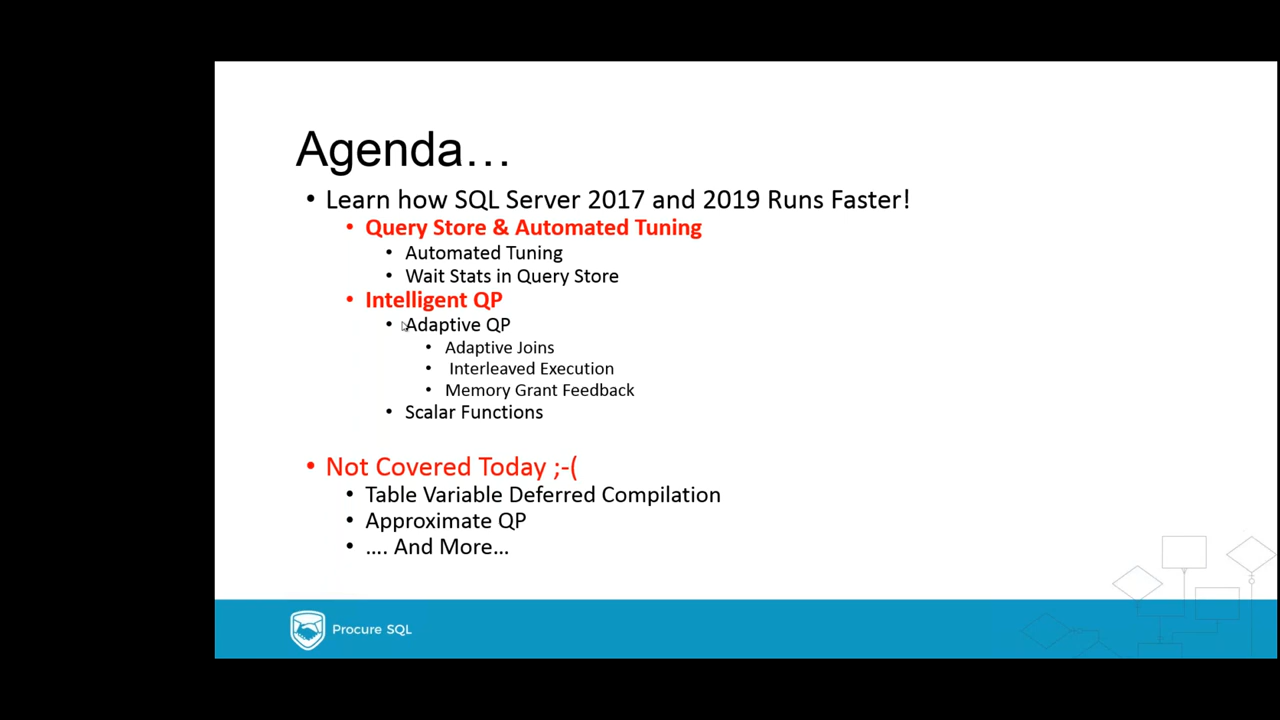 Agenda…
• Learn how SQL Server 2017 and 2019 Runs Faster!
• Query Store & Automated Tuning
• Automated Tuning
• Wait Stats in Query Store
• Intelligent QP
• Adaptive QP
• Adaptive Joins
• Interleaved Execution
• Memory Grant Feedback
• Scalar Functions
• Not Covered Today ;-(
• Table Variable Deferred Compilation
• Approximate QP
• …. And More…
Procure SQL